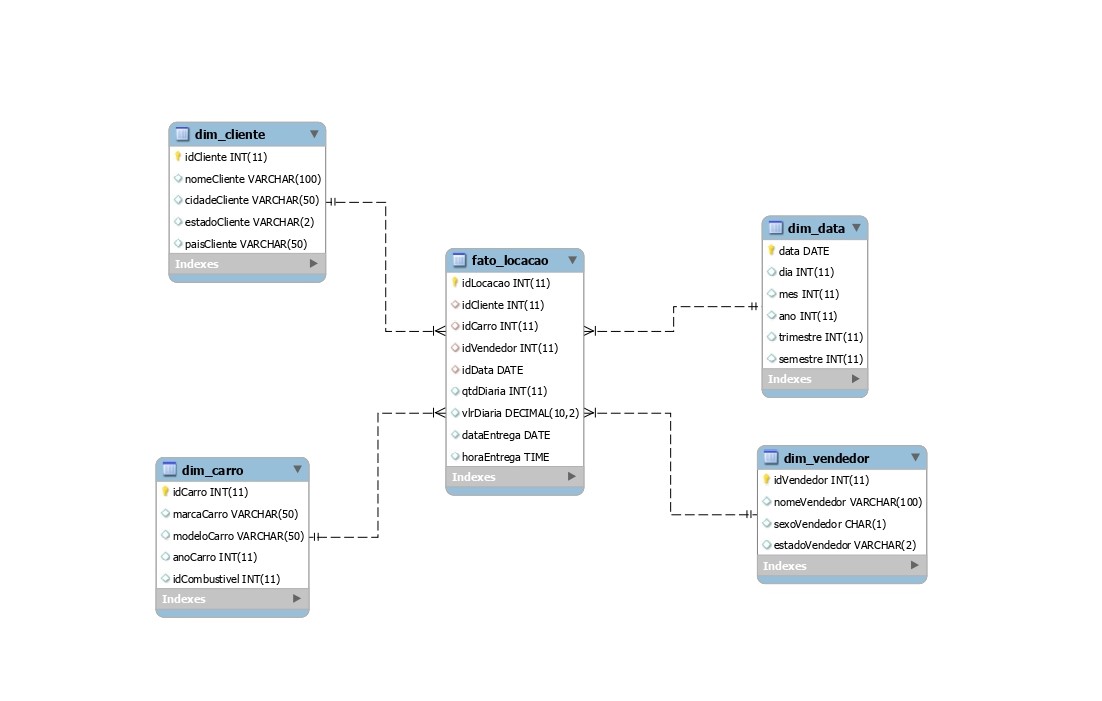 dim_cliente
idCliente INT(11)
nomeCliente VARCHAR(100)
cidadeCliente VARCHAR(50)
estadoCliente VARCHAR(2)
paisCliente VARCHAR(50)
Indexes
fato_locacao
idLocacao INT(11)
idCliente INT(11)
idCarro INT(11)
idVendedor INT(11)
idData DATE
qtdDiaria INT(11)
vlrDiaria DECIMAL(10,2)
dataEntrega DATE
horaEntrega TIME
Indexes
dim_data
data DATE
dia INT(11)
mes INT(11)
ano INT(11)
trimestre INT(11)
semestre INT(11)
Indexes
dim_carro
idCarro INT(11)
marcaCarro VARCHAR(50)
modeloCarro VARCHAR(50)
anoCarro INT(11)
idCombustivel INT(11)
Indexes
dim_vendedor
idVendedor INT(11)
nomeVendedor VARCHAR(100)
sexoVendedor CHAR(1)
estadoVendedor VARCHAR(2)
Indexes